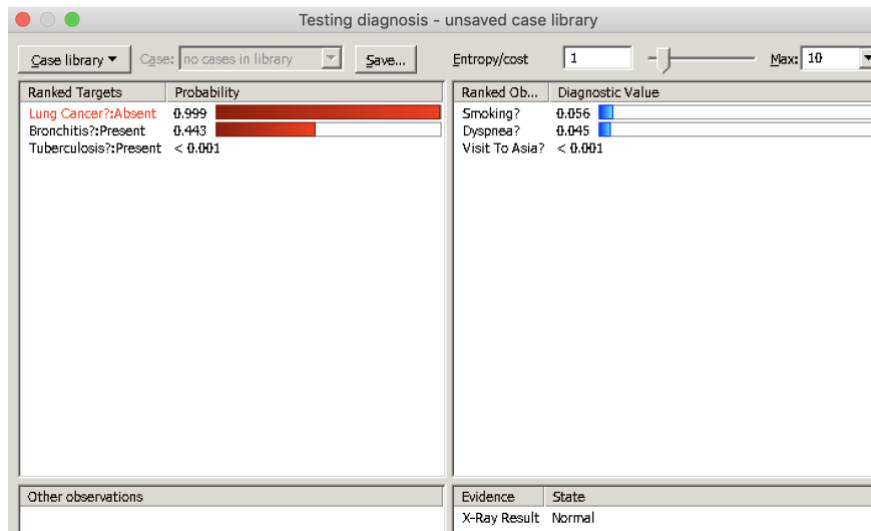 Testing diagnosis - unsaved case library
Case library Case: no cases in library Save... Entropy/cost 1 Max: 10
Ranked Targets Probability
Lung Cancer?:Absent 0.999
Bronchitis?:Present 0.443
Tuberculosis?:Present < 0.001
Ranked Ob... Diagnostic Value
Smoking? 0.056
Dyspnea? 0.045
Visit To Asia? < 0.001
Other observations
Evidence State
X-Ray Result Normal